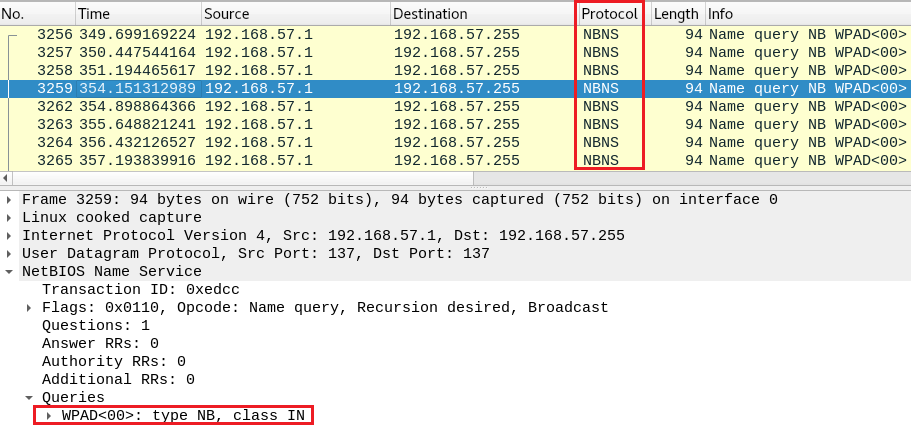 No. Time Source Destination Protocol Length Info
3256 349.699169224 192.168.57.1 192.168.57.255 NBNS 94 Name query NB WPAD<00>
3257 350.447544164 192.168.57.1 192.168.57.255 NBNS 94 Name query NB WPAD<00>
3258 351.194465617 192.168.57.1 192.168.57.255 NBNS 94 Name query NB WPAD<00>
3259 354.151312989 192.168.57.1 192.168.57.255 NBNS 94 Name query NB WPAD<00>
3262 354.898864366 192.168.57.1 192.168.57.255 NBNS 94 Name query NB WPAD<00>
3263 355.648821241 192.168.57.1 192.168.57.255 NBNS 94 Name query NB WPAD<00>
3264 356.432126527 192.168.57.1 192.168.57.255 NBNS 94 Name query NB WPAD<00>
3265 357.193839916 192.168.57.1 192.168.57.255 NBNS 94 Name query NB WPAD<00>
Frame 3259: 94 bytes on wire (752 bits), 94 bytes captured (752 bits) on interface 0
Linux cooked capture
Internet Protocol Version 4, Src: 192.168.57.1, Dst: 192.168.57.255
User Datagram Protocol, Src Port: 137, Dst Port: 137
NetBIOS Name Service
Transaction ID: 0xedcc
Flags: 0x0110, Opcode: Name query, Recursion desired, Broadcast
Questions: 1
Answer RRs: 0
Authority RRs: 0
Additional RRs: 0
Queries
WPAD<00>: type NB, class IN